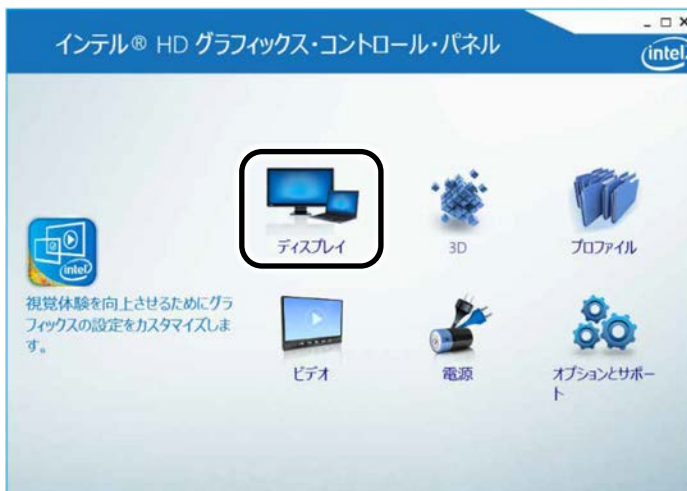 インテル® HD グラフィックス・コントロール・パネル
intel
ディスプレイ
3D
プロファイル
intel
視覚体験を向上させるためにグラ
フィックスの設定をカスタマイズしま
す。
ビデオ
電源
オプションとサポー
ト